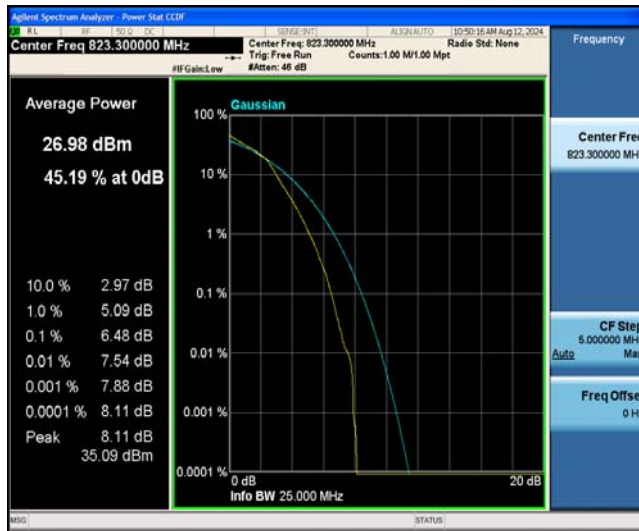 Agilent Spectrum Analyzer - Power Stat CCDF
RL RF 50 Ω DC SENSE:INT ALIGN AUTO 10:50:16 AM Aug 12, 2024
Center Freq 823.300000 MHz
Center Freq: 823.300000 MHz Radio Std: None
Trig: Free Run Counts:1.00 M/1.00 Mpt
#IFGain:Low #Atten: 46 dB
Frequency
Average Power
26.98 dBm
45.19 % at 0dB
10.0 % 2.97 dB
1.0 % 5.09 dB
0.1 % 6.48 dB
0.01 % 7.54 dB
0.001 % 7.88 dB
0.0001 % 8.11 dB
Peak 8.11 dB
35.09 dBm
Gaussian
100 %
10 %
1 %
0.1 %
0.01 %
0.001 %
0.0001 %
0 dB 20 dB
Info BW 25.000 MHz
Center Fre
823.300000 MH
CF Step
5.000000 MH
Auto Ma
Freq Offse
0 H
MSG STATUS